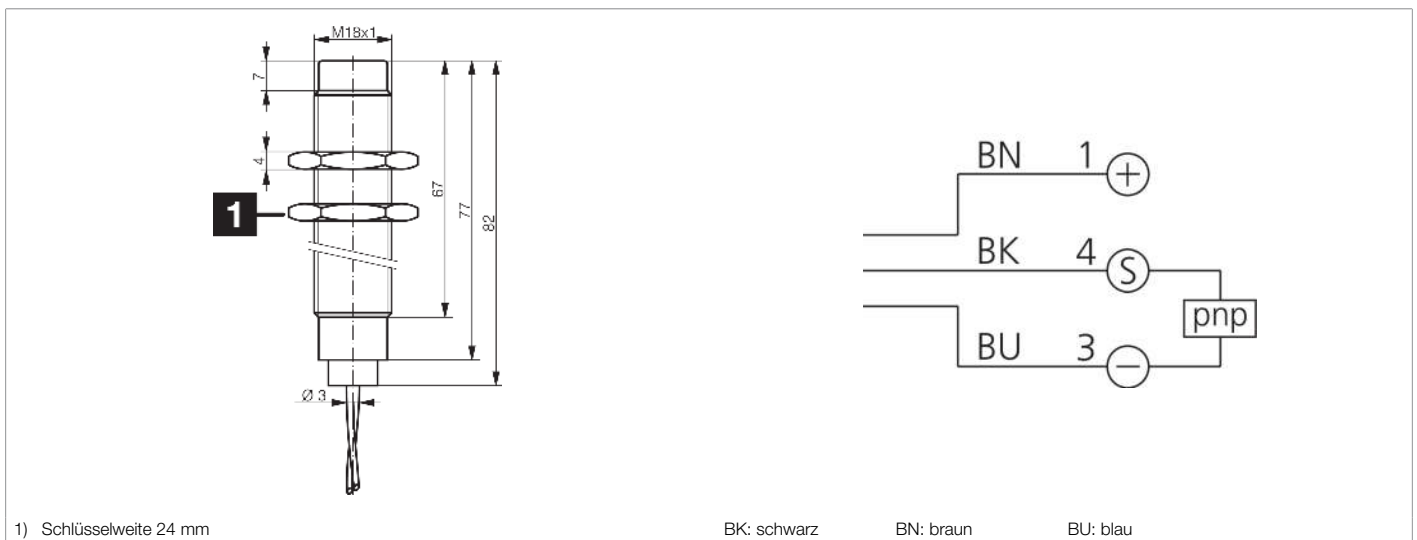 M18x1
7
4
1
67
77
82
Ø 3
BN 1 +
BK 4 S
pnp
BU 3 −
1) Schlüsselweite 24 mm
BK: schwarz BN: braun BU: blau